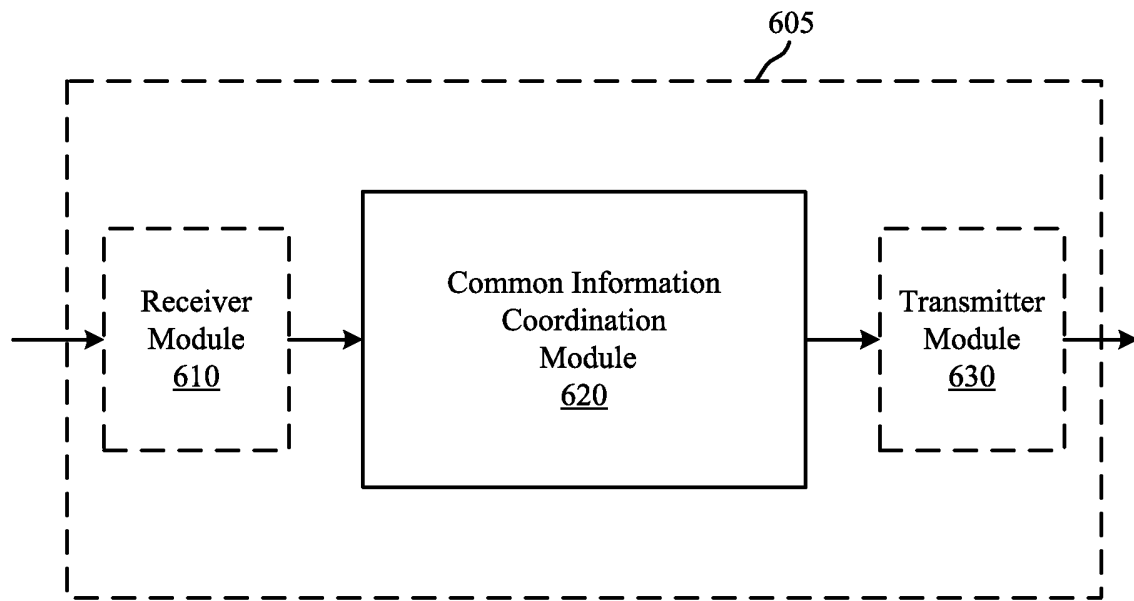 605
Receiver
Module
610
Common Information
Coordination
Module
620
Transmitter
Module
630